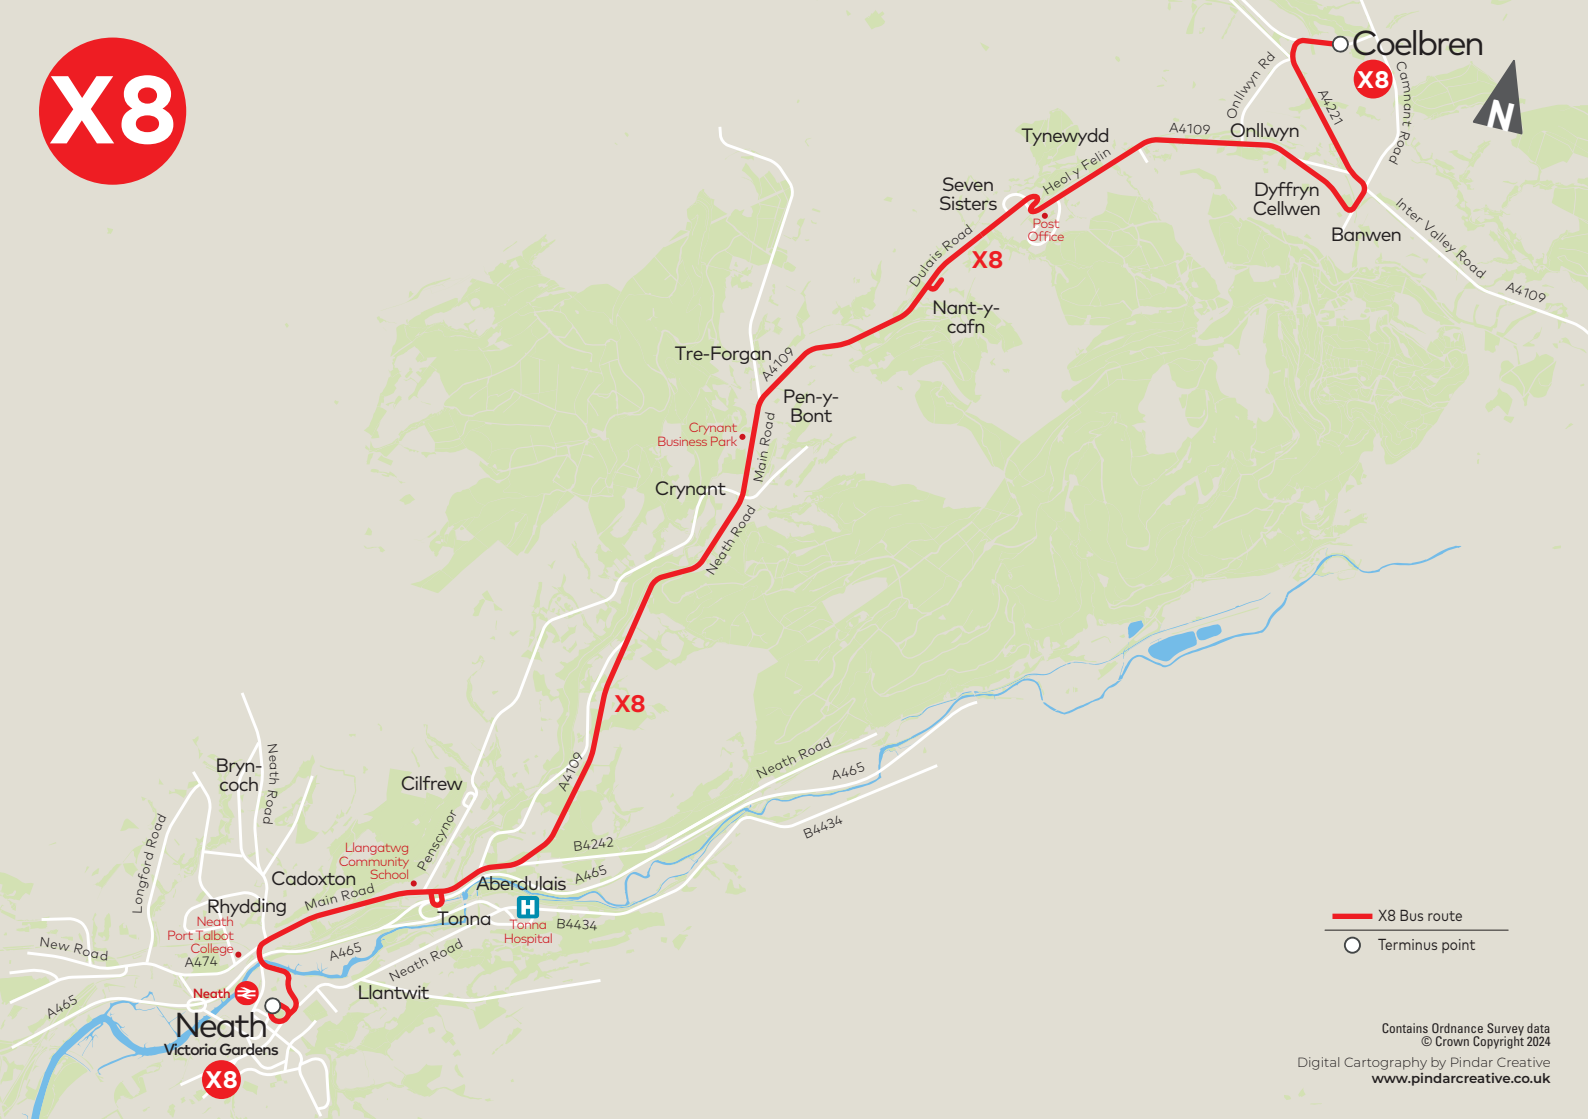 X8
Coelbren
X8
Onllwyn Rd
A4221
Camnant Road
N
Tynewydd
A4109
Onllwyn
Heol y Felin
Seven
Sisters
Dyffryn
Cellwen
Post
Office
Banwen
Inter Valley Road
A4109
Dulais Road
X8
Nant-y-
cafn
Tre-Forgan
A4109
Pen-y-
Bont
Crynant
Business Park
Main Road
Crynant
Neath Road
X8
A4109
Neath Road
A465
B4434
Bryn-
coch
Neath Road
Cilfrew
Penscynor
Longford Road
Llangatwg
Community
School
B4242
A465
Cadoxton
Main Road
Aberdulais
H
Rhydding
Tonna
Tonna
Hospital
B4434
Neath
Port Talbot
College
New Road
A474
A465
Neath Road
Neath
Llantwit
A465
Neath
Victoria Gardens
X8
X8 Bus route
Terminus point
Contains Ordnance Survey data
© Crown Copyright 2024
Digital Cartography by Pindar Creative
www.pindarcreative.co.uk